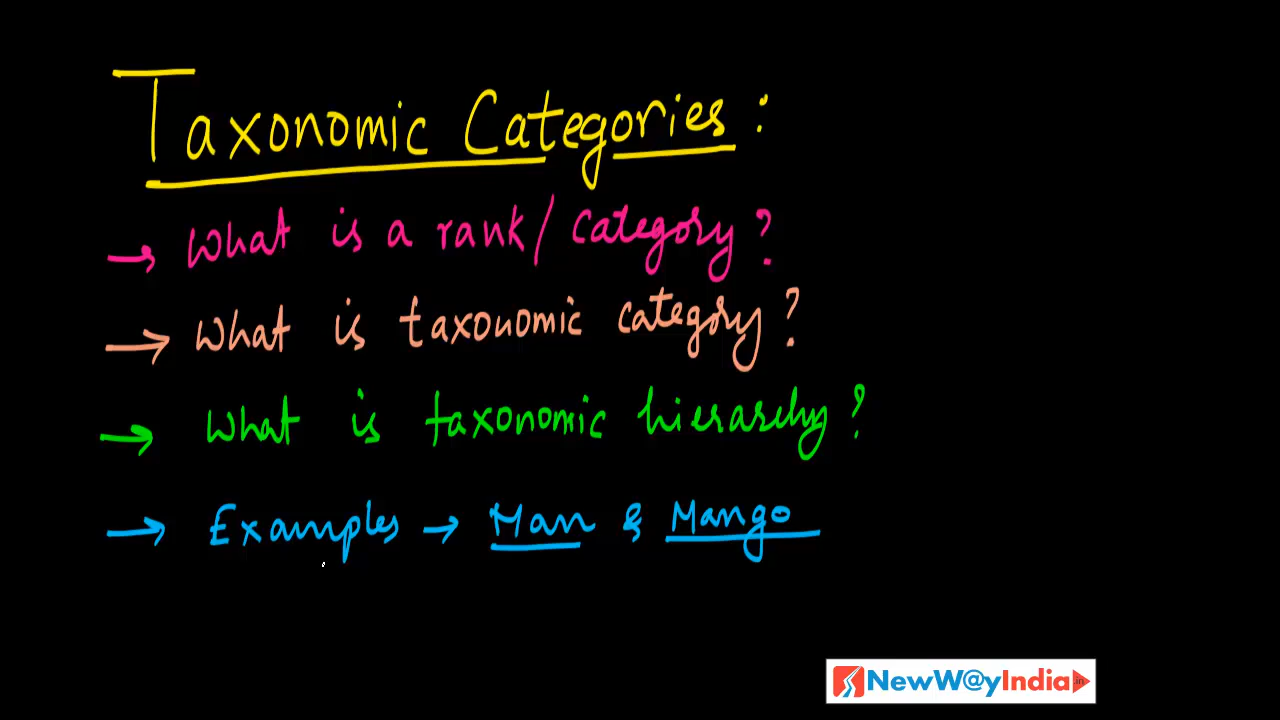 Taxonomic Categories:
→ What is a rank/category?
→ What is taxonomic category?
→ What is taxonomic hierarchy?
→ Examples → Man & Mango
NewW@yIndia.in